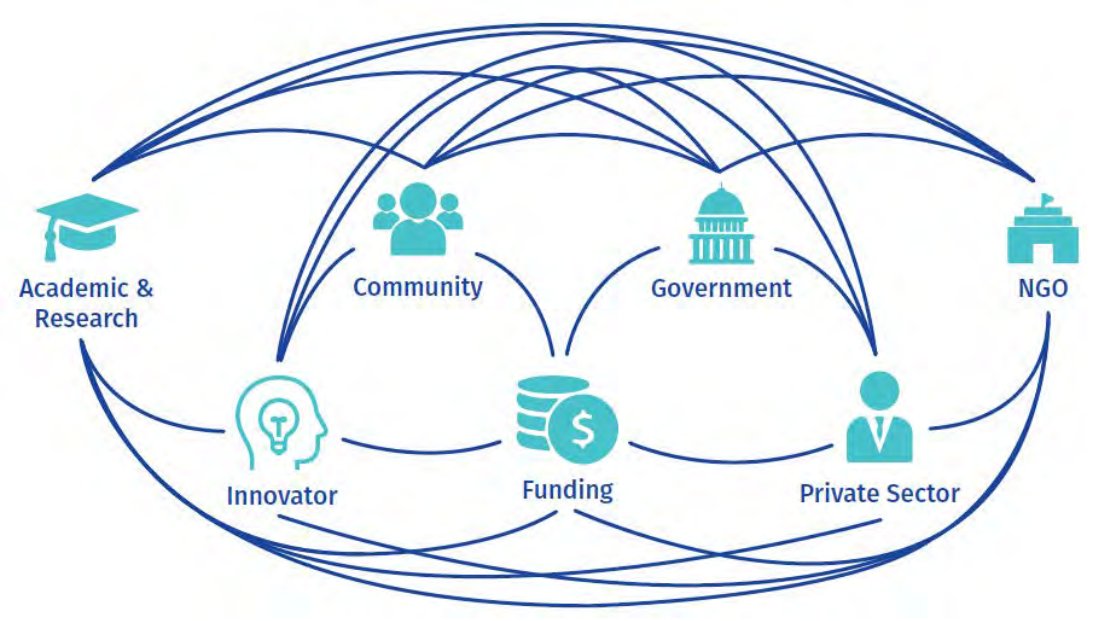 Academic &
Research
Community
Government
NGO
Innovator
Funding
$
Private Sector